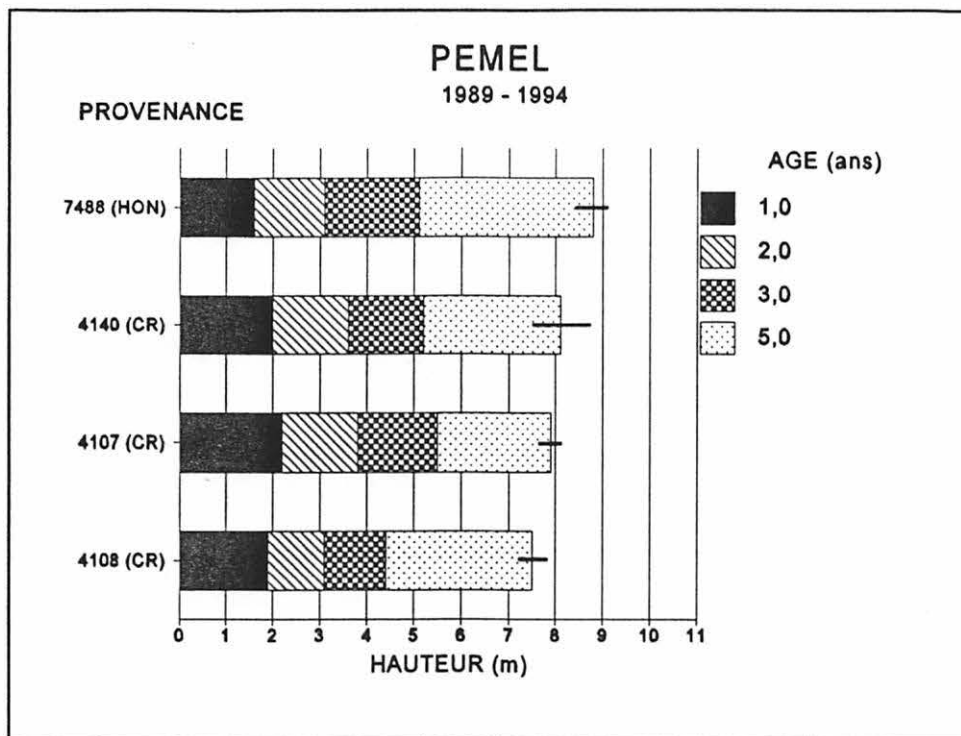 PEMEL
1989 - 1994
PROVENANCE
AGE (ans)
1,0
2,0
3,0
5,0
7488 (HON)
4140 (CR)
4107 (CR)
4108 (CR)
0 1 2 3 4 5 6 7 8 9 10 11
HAUTEUR (m)